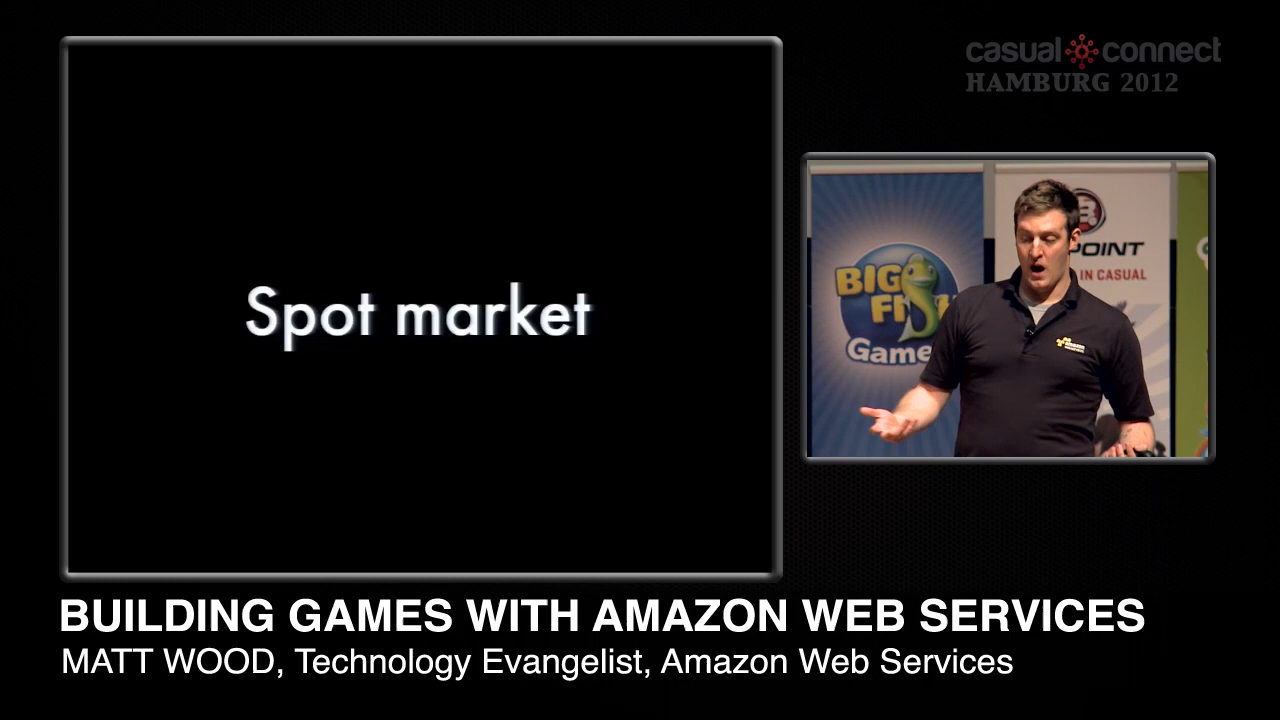 casual connect
HAMBURG 2012
Spot market
BIG
Games
POINT
IN CASUAL
amazon
BUILDING GAMES WITH AMAZON WEB SERVICES
MATT WOOD, Technology Evangelist, Amazon Web Services